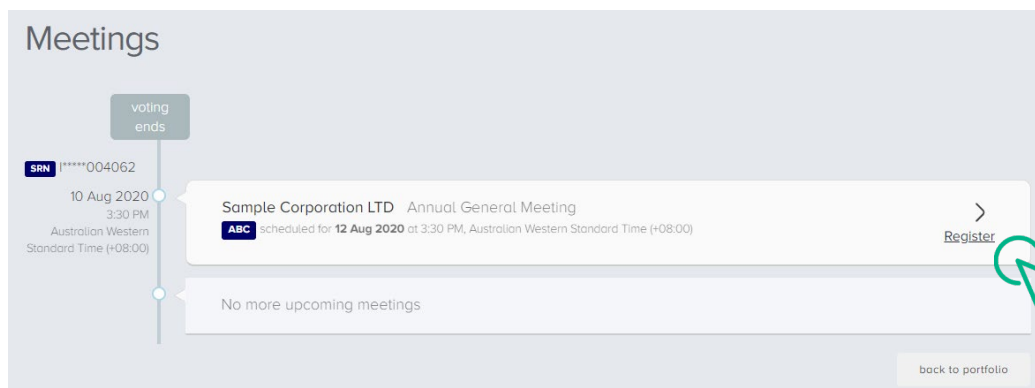 Meetings
voting
ends
SRN I*****004062
10 Aug 2020
3:30 PM
Australian Western
Standard Time (+08:00)
Sample Corporation LTD Annual General Meeting
ABC scheduled for 12 Aug 2020 at 3:30 PM, Australian Western Standard Time (+08:00)
Register
No more upcoming meetings
back to portfolio